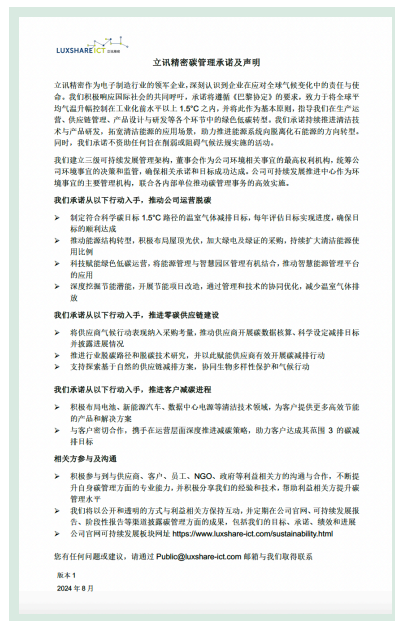 LUXSHARE ICT 立讯精密
立讯精密碳管理承诺及声明
立讯精密作为电子制造行业的领军企业,深刻认识到企业在应对全球气候变化中的责任与使
命。我们积极响应国际社会的共同呼吁,承诺将遵循《巴黎协定》的要求,致力于将全球平
均气温升幅控制在工业化前水平以上 1.5°C 之内,并将此作为基本原则,指导我们在生产运
营、供应链管理、产品设计与研发等各个环节中的绿色低碳转型。我们承诺持续推进清洁技
术与产品研发,拓宽清洁能源的应用场景,助力推进能源系统向脱离化石能源的方向转型。
同时,我们承诺不资助任何旨在削弱或阻碍气候法规实施的活动。
我们建立三级可持续发展管理架构,董事会作为公司环境相关事宜的最高权利机构,统筹公
司环境事宜的决策和监管,确保相关承诺和目标成功达成。公司可持续发展推进中心作为环
境事宜的主要管理机构,联合各内部单位推动碳管理事务的高效实施。
我们承诺从以下行动入手,推动公司运营脱碳
➢ 制定符合科学碳目标 1.5°C 路径的温室气体减排目标,每年评估目标实现进度,确保目
标的顺利达成
➢ 推动能源结构转型,积极布局屋顶光伏,加大绿电及绿证的采购,持续扩大清洁能源使
用比例
➢ 科技赋能绿色低碳运营,将能源管理与智慧园区管理有机结合,推动智慧能源管理平台
的应用
➢ 深度挖掘节能潜能,开展节能项目改造,通过管理和技术的协同优化,减少温室气体排
放
我们承诺从以下行动入手,推进零碳供应链建设
➢ 将供应商气候行动表现纳入采购考量,推动供应商开展碳数据核算、科学设定减排目标
并披露进展情况
➢ 推进行业脱碳路径和脱碳技术研究,并以此赋能供应商有效开展碳减排行动
➢ 支持探索基于自然的供应链减排方案,协同生物多样性保护和气候行动
我们承诺从以下行动入手,推进客户减碳进程
➢ 积极布局电池、新能源汽车、数据中心电源等清洁技术领域,为客户提供更多高效节能
的产品和解决方案
➢ 与客户密切合作,携手在运营层面深度推进减碳策略,助力客户达成其范围 3 的碳减
排目标
相关方参与及沟通
➢ 积极参与到与供应商、客户、员工、NGO、政府等利益相关方的沟通与合作,不断提
升自身碳管理方面的专业能力,并积极分享我们的经验和技术,帮助利益相关方提升碳
管理水平
➢ 我们将以公开和透明的方式与利益相关方保持互动,并定期在公司官网、可持续发展报
告、阶段性报告等渠道披露碳管理方面的成果,包括我们的目标、承诺、绩效和进展
➢ 公司官网可持续发展板块网址 https://www.luxshare-ict.com/sustainability.html
您有任何问题或建议,请通过 Public@luxshare-ict.com 邮箱与我们取得联系
版本 1
2024 年 8 月